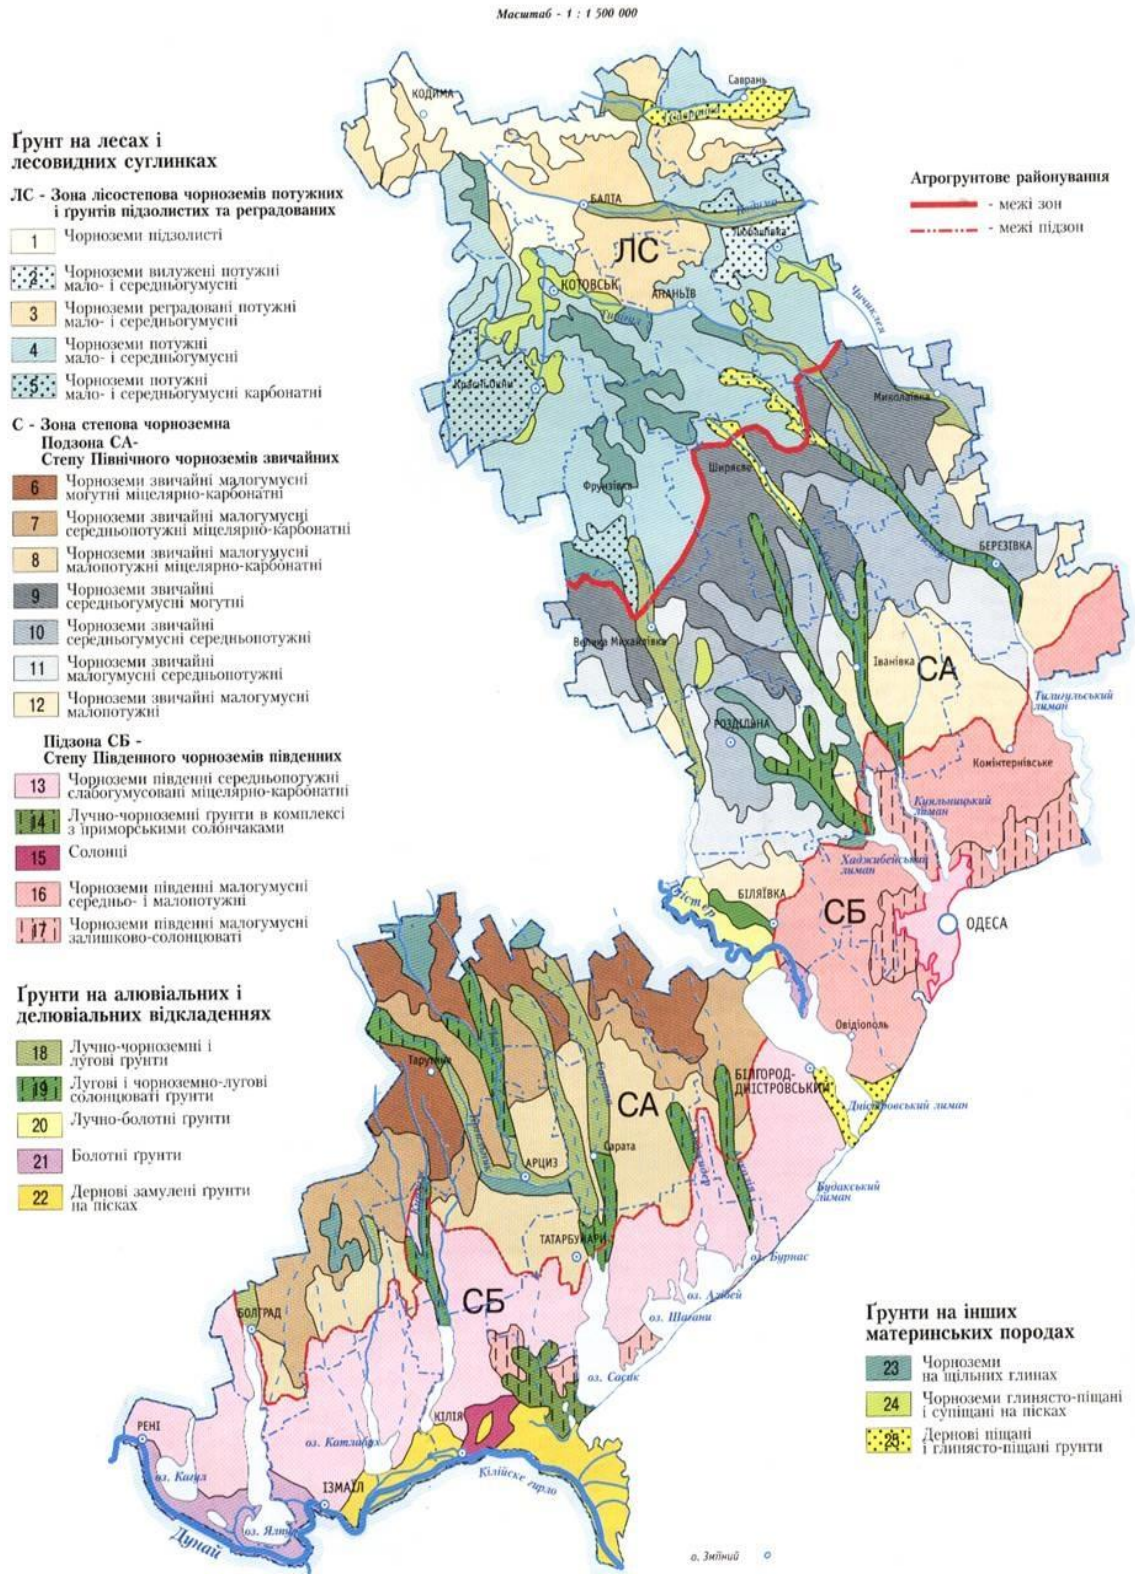 Масштаб - 1 : 1 500 000
Ґрунт на лесах і
лесовидних суглинках
ЛС - Зона лісостепова чорноземів потужних
і ґрунтів підзолистих та реградованих
1 Чорноземи підзолисті
2 Чорноземи вилужені потужні
мало- і середньогумусні
3 Чорноземи реградовані потужні
мало- і середньогумусні
4 Чорноземи потужні
мало- і середньогумусні
5 Чорноземи потужні
мало- і середньогумусні карбонатні
С - Зона степова чорноземна
Подзона СА-
Степу Північного чорноземів звичайних
6 Чорноземи звичайні малогумусні
могутні міцелярно-карбонатні
7 Чорноземи звичайні малогумусні
середньопотужні міцелярно-карбонатні
8 Чорноземи звичайні малогумусні
малопотужні міцелярно-карбонатні
9 Чорноземи звичайні
середньогумусні могутні
10 Чорноземи звичайні
середньогумусні середньопотужні
11 Чорноземи звичайні
малогумусні середньопотужні
12 Чорноземи звичайні малогумусні
малопотужні
Підзона СБ -
Степу Південного чорноземів південних
13 Чорноземи південні середньопотужні
слабогумусовані міцелярно-карбонатні
14 Лучно-чорноземні ґрунти в комплексі
з приморськими солончаками
15 Солонці
16 Чорноземи південні малогумусні
середньо- і малопотужні
17 Чорноземи південні малогумусні
залишково-солонцюваті
Ґрунти на алювіальних і
делювіальних відкладеннях
18 Лучно-чорноземні і
лугові ґрунти
19 Лугові і чорноземно-лугові
солонцюваті ґрунти
20 Лучно-болотні ґрунти
21 Болотні ґрунти
22 Дернові замулені ґрунти
на пісках
Агрогрунтове районування
- межі зон
- межі підзон
Ґрунти на інших
материнських породах
23 Чорноземи
на щільних глинах
24 Чорноземи глинясто-піщані
і супіщані на пісках
25 Дернові піщані
і глинясто-піщані ґрунти
Саврань
КОДИМА
БАЛТА
Кодима
Любашівка
ЛС
КОТОВСЬК
АНАНЬЇВ
Тилігул
Чичиклея
Красні Окни
Миколаївка
Ширяєве
Фрунзівка
БЕРЕЗІВКА
Велика Михайлівка
Іванівка
СА
Тилігульський
лиман
РОЗДІЛЬНА
Комінтернівське
Куяльницький
лиман
Хаджибейський
лиман
Дністер
БІЛЯЇВКА
СБ
ОДЕСА
Овідіополь
Тарутине
БІЛГОРОД-
ДНІСТРОВСЬКИЙ
Дністровський лиман
СА
Сарата
Сарата
АРЦИЗ
Будакський
лиман
ТАТАРБУНАРИ
оз. Бурнас
оз. Алібей
СБ
оз. Шагани
БОЛГРАД
оз. Сасик
КІЛІЯ
РЕНІ
оз. Котлабух
оз. Кагул
ІЗМАЇЛ
Кілійске гирло
оз. Ялпуг
Дунай
о. Зміїний